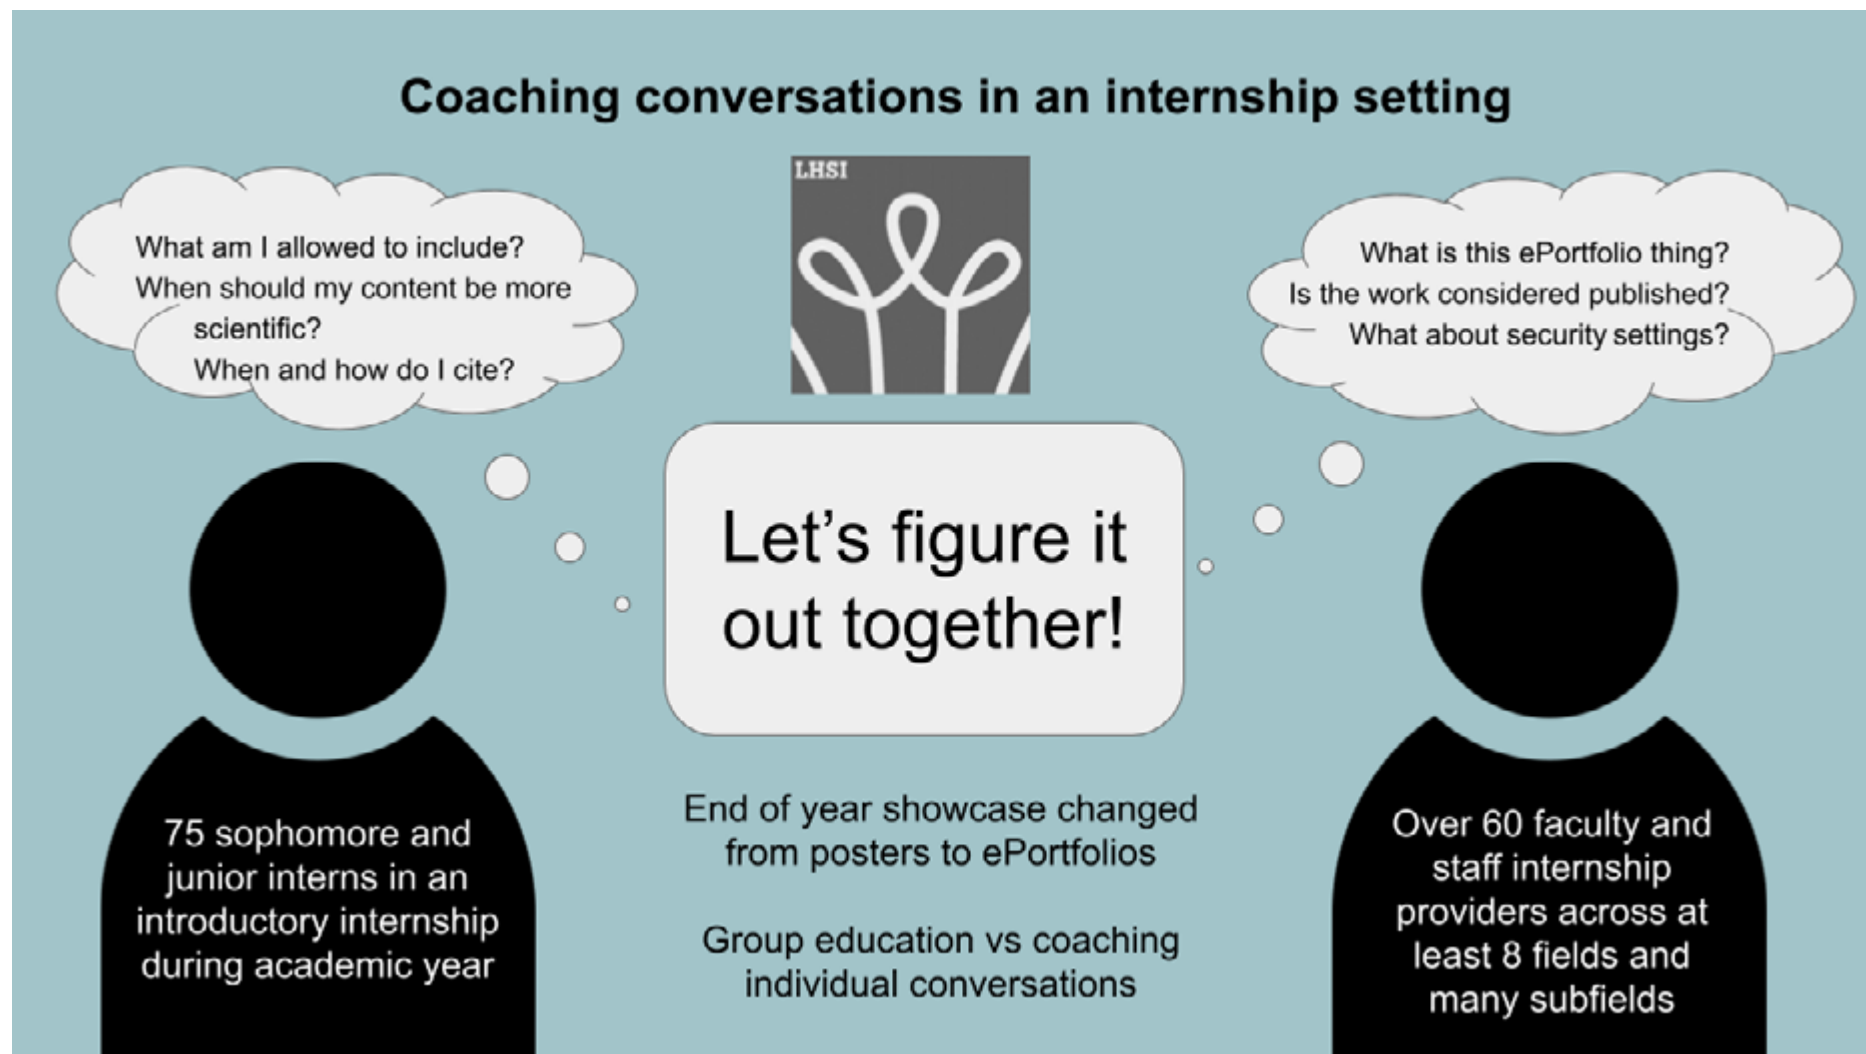 Coaching conversations in an internship setting
LHSI
What am I allowed to include?
When should my content be more
scientific?
When and how do I cite?
What is this ePortfolio thing?
Is the work considered published?
What about security settings?
Let’s figure it
out together!
75 sophomore and
junior interns in an
introductory internship
during academic year
End of year showcase changed
from posters to ePortfolios
Group education vs coaching
individual conversations
Over 60 faculty and
staff internship
providers across at
least 8 fields and
many subfields